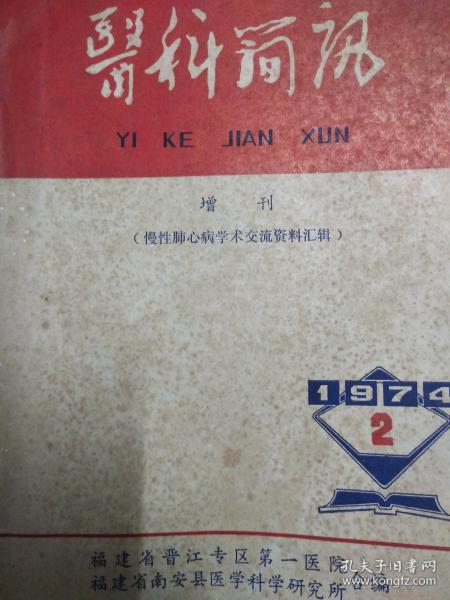 醫科简讯
YI KE JIAN XUN
增刊
（慢性肺心病学术交流资料汇辑）
1974
2
福建省晋江专区第一医院
福建省南安县医学科学研究所 合编
孔夫子旧书网